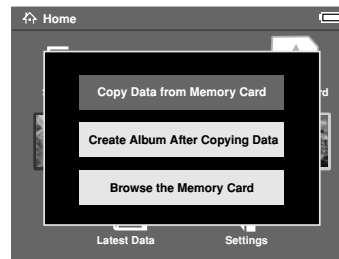 Home
Copy Data from Memory Card
Create Album After Copying Data
Browse the Memory Card
Latest Data
Settings